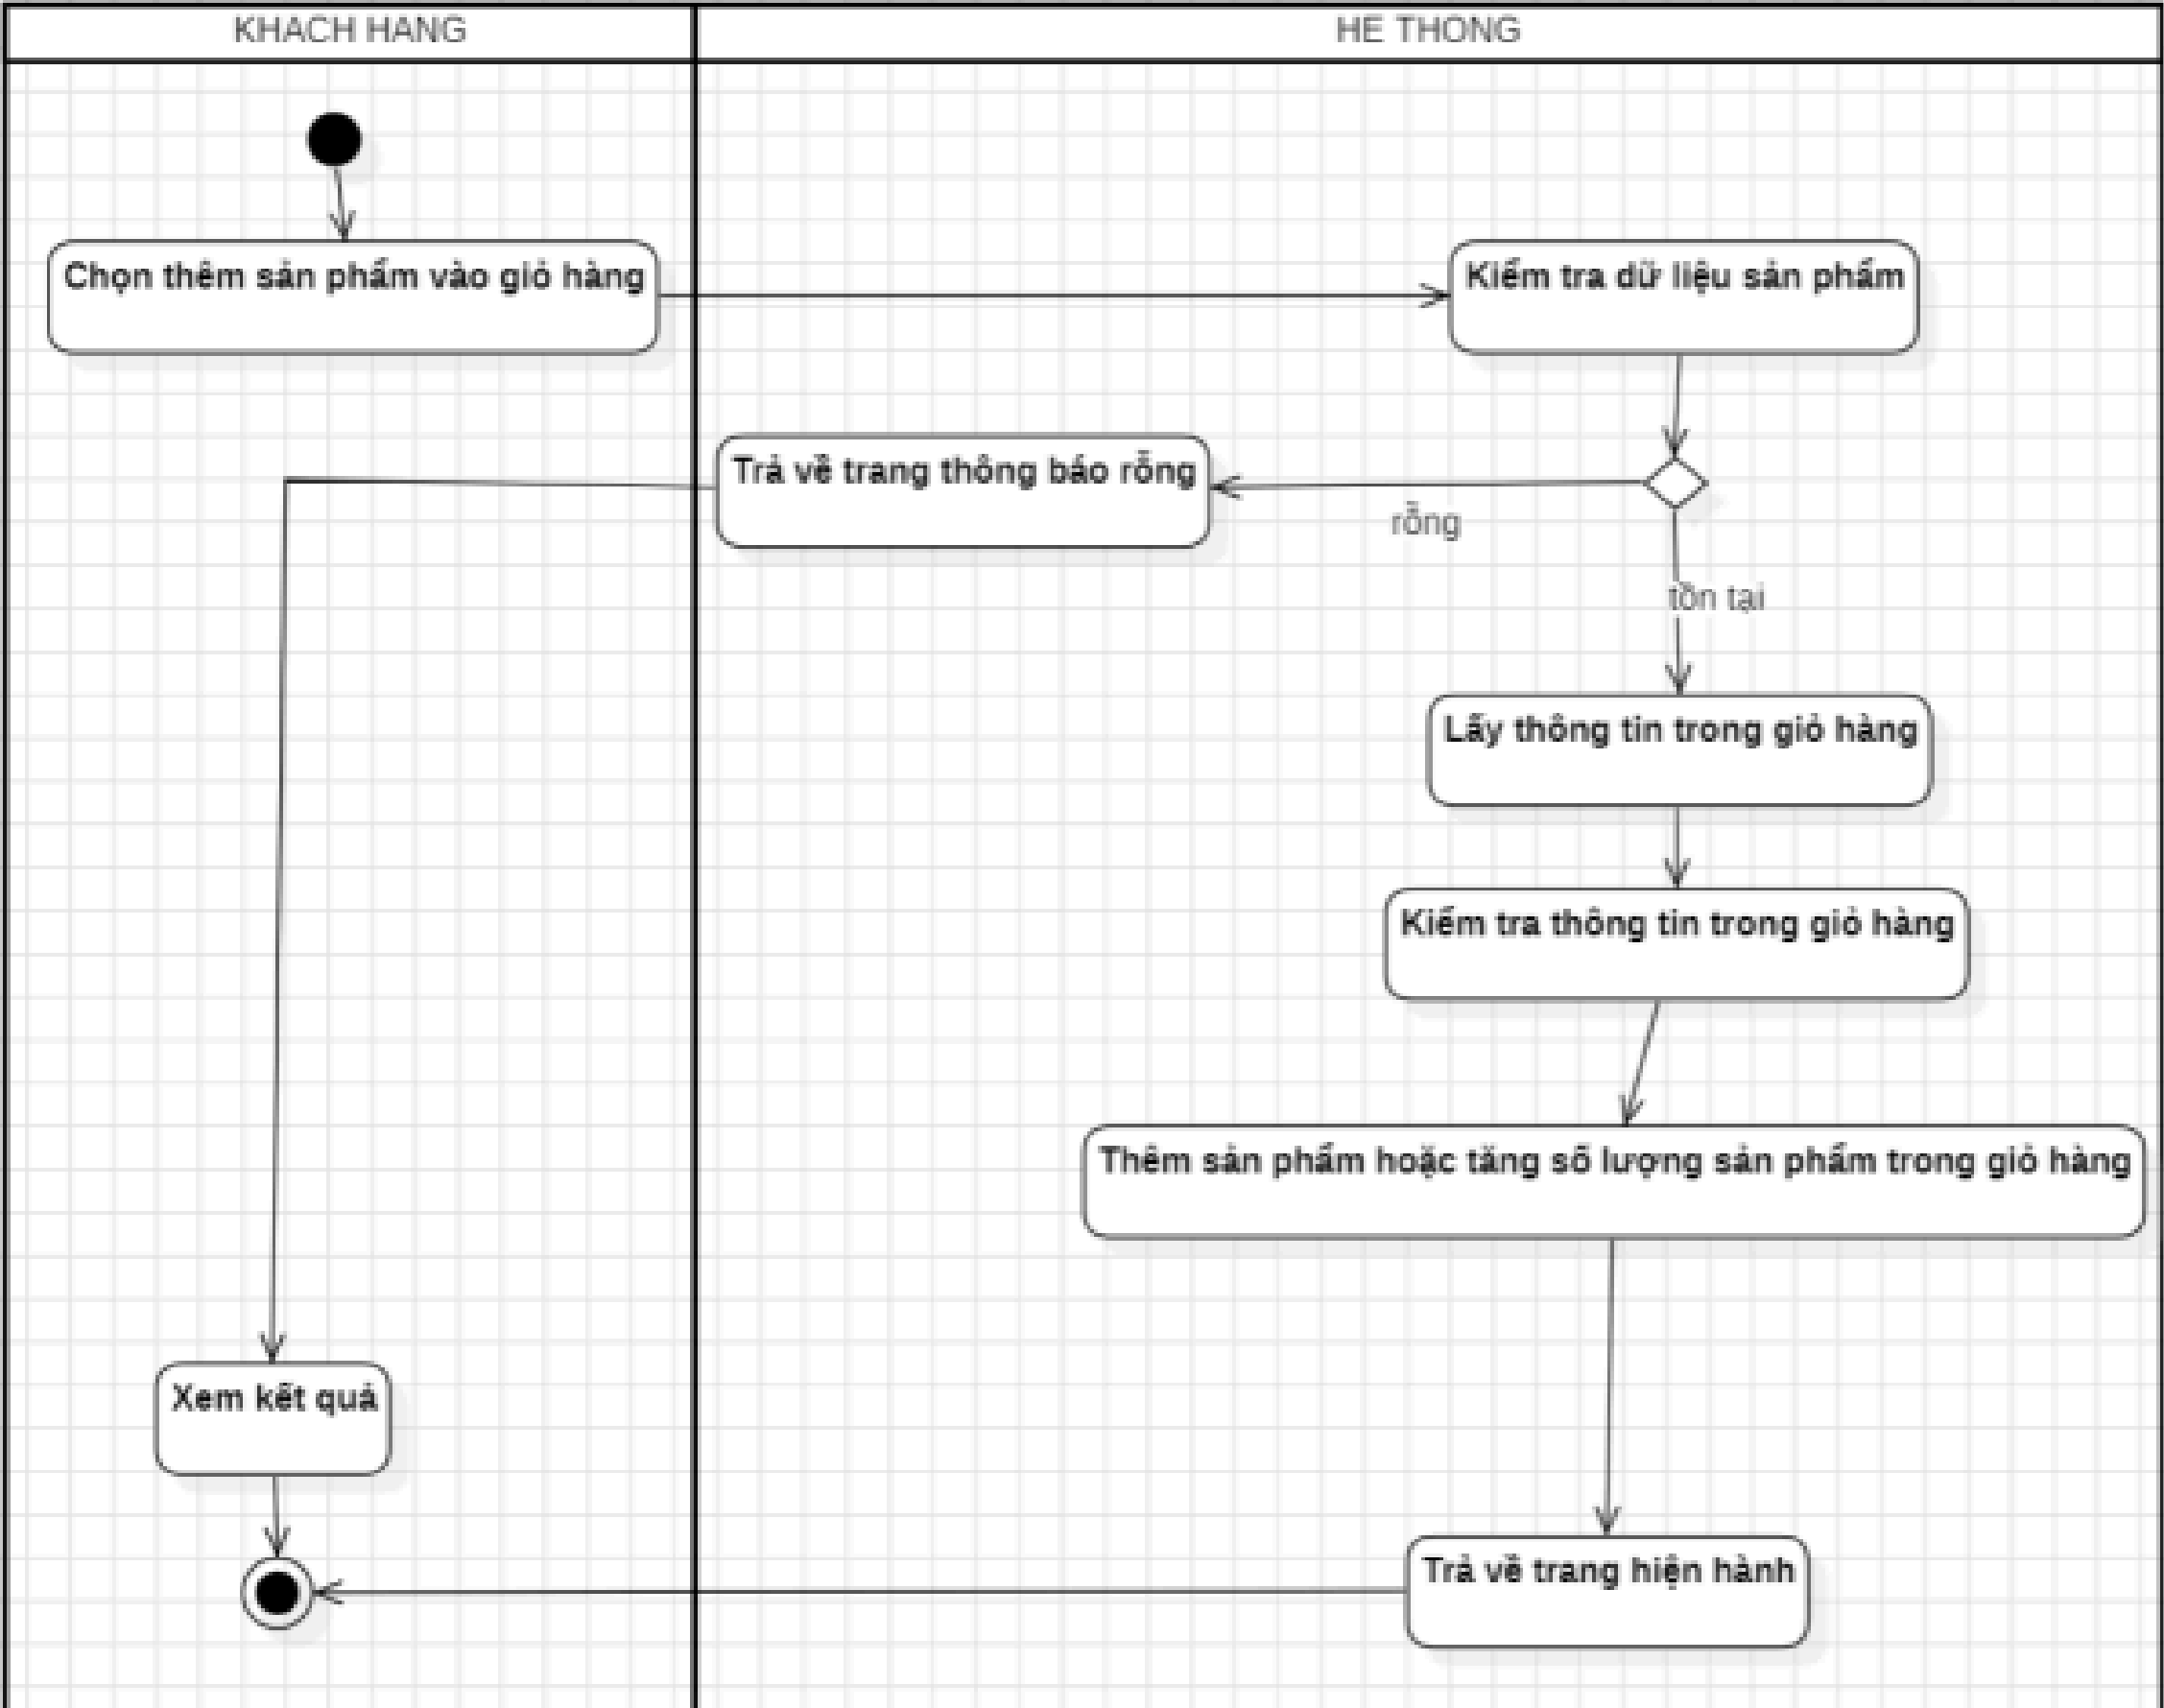 KHACH HANG
HE THONG
Chọn thêm sản phẩm vào giỏ hàng
Kiểm tra dữ liệu sản phẩm
Trả về trang thông báo rỗng
rỗng
tồn tại
Lấy thông tin trong giỏ hàng
Kiểm tra thông tin trong giỏ hàng
Thêm sản phẩm hoặc tăng số lượng sản phẩm trong giỏ hàng
Xem kết quả
Trả về trang hiện hành